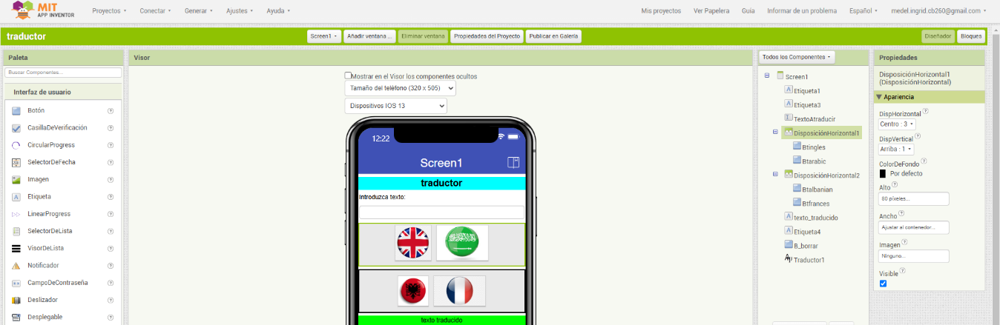 MIT
APP INVENTOR
Proyectos
Conectar
Generar
Ajustes
Ayuda
Mis proyectos
Ver Papelera
Guía
Informar de un problema
Español
medel.ingrid.cb260@gmail.com
traductor
Screen1
Añadir ventana ...
Eliminar ventana
Propiedades del Proyecto
Publicar en Galería
Diseñador
Bloques
Paleta
Buscar Componentes...
Interfaz de usuario
Botón
CasillaDeVerificación
CircularProgress
SelectorDeFecha
Imagen
Etiqueta
LinearProgress
SelectorDeLista
VisorDeLista
Notificador
CampoDeContraseña
Deslizador
Desplegable
Visor
Mostrar en el Visor los componentes ocultos
Tamaño del teléfono (320 x 505)
Dispositivos IOS 13
12:22
Screen1
traductor
Introduzca texto:
texto traducido
Todos los Componentes
Screen1
Etiqueta1
Etiqueta3
TextoAtraducir
DisposiciónHorizontal1
Btingles
Btarabic
DisposiciónHorizontal2
Btalbanian
Btfrances
texto_traducido
Etiqueta4
B_borrar
Traductor1
Propiedades
DisposiciónHorizontal1
(DisposiciónHorizontal)
Apariencia
DispHorizontal
Centro : 3
DispVertical
Arriba : 1
ColorDeFondo
Por defecto
Alto
80 píxeles...
Ancho
Ajustar al contenedor...
Imagen
Ninguno...
Visible